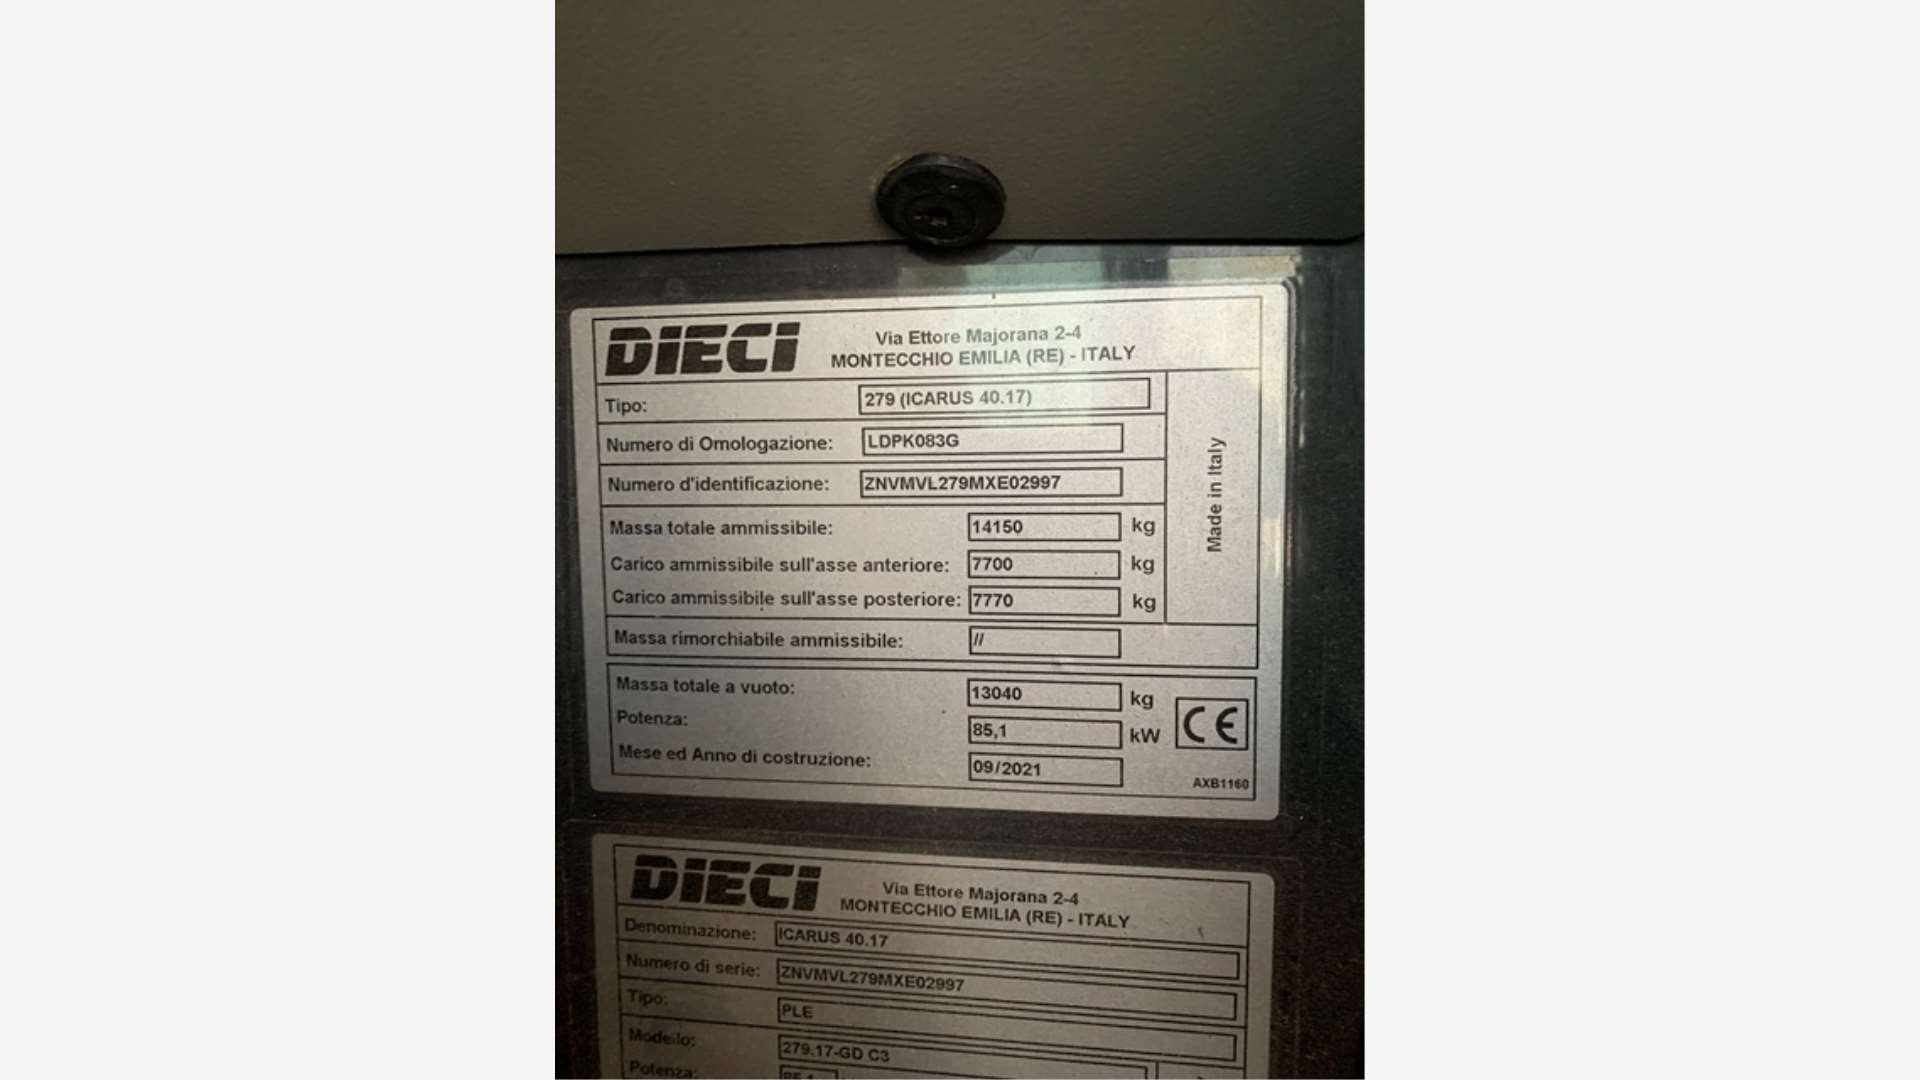 DIECI
Via Ettore Majorana 2-4
MONTECCHIO EMILIA (RE) - ITALY
Tipo: 279 (ICARUS 40.17)
Numero di Omologazione: LDPK083G
Numero d'identificazione: ZNVMVL279MXE02997
Massa totale ammissibile: 14150 kg
Carico ammissibile sull'asse anteriore: 7700 kg
Carico ammissibile sull'asse posteriore: 7770 kg
Massa rimorchiabile ammissibile: //
Made in Italy
Massa totale a vuoto: 13040 kg
Potenza: 85,1 kW
Mese ed Anno di costruzione: 09/2021
CE
AXB1160
DIECI
Via Ettore Majorana 2-4
MONTECCHIO EMILIA (RE) - ITALY
Denominazione: ICARUS 40.17
Numero di serie: ZNVMVL279MXE02997
Tipo: PLE
Modello: 279.17-GD C3
Potenza: